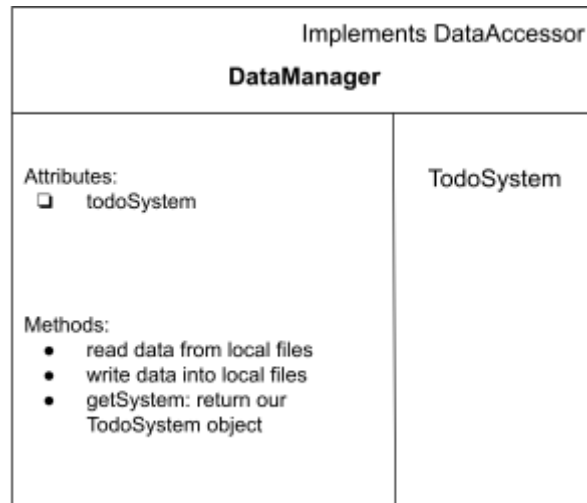 Implements DataAccessor
DataManager
Attributes:
❏ todoSystem
TodoSystem
Methods:
● read data from local files
● write data into local files
● getSystem: return our
TodoSystem object